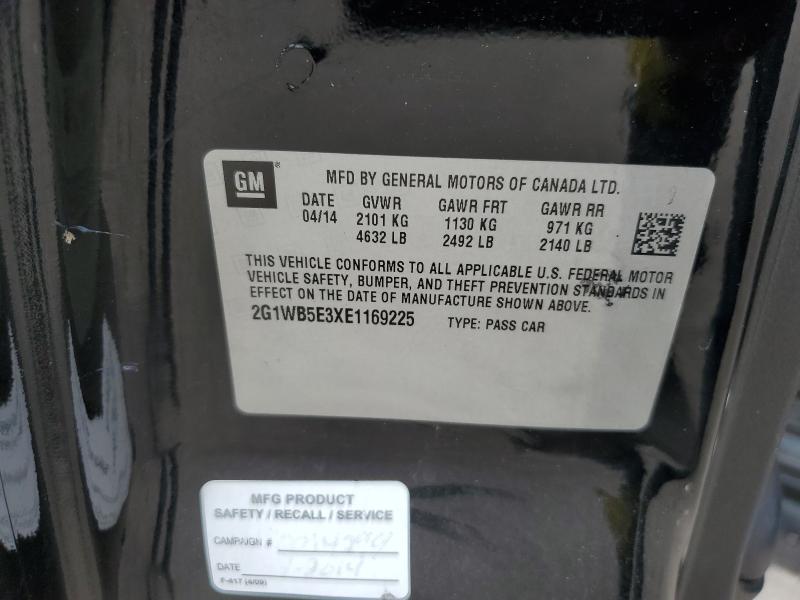 GM
MFD BY GENERAL MOTORS OF CANADA LTD.
DATE GVWR GAWR FRT GAWR RR
04/14 2101 KG 1130 KG 971 KG
4632 LB 2492 LB 2140 LB
THIS VEHICLE CONFORMS TO ALL APPLICABLE U.S. FEDERAL MOTOR
VEHICLE SAFETY, BUMPER, AND THEFT PREVENTION STANDARDS IN
EFFECT ON THE DATE OF MANUFACTURE SHOWN ABOVE.
2G1WB5E3XE1169225 TYPE: PASS CAR
MFG PRODUCT
SAFETY / RECALL / SERVICE
CAMPAIGN #
DATE
F-417 (4/09)